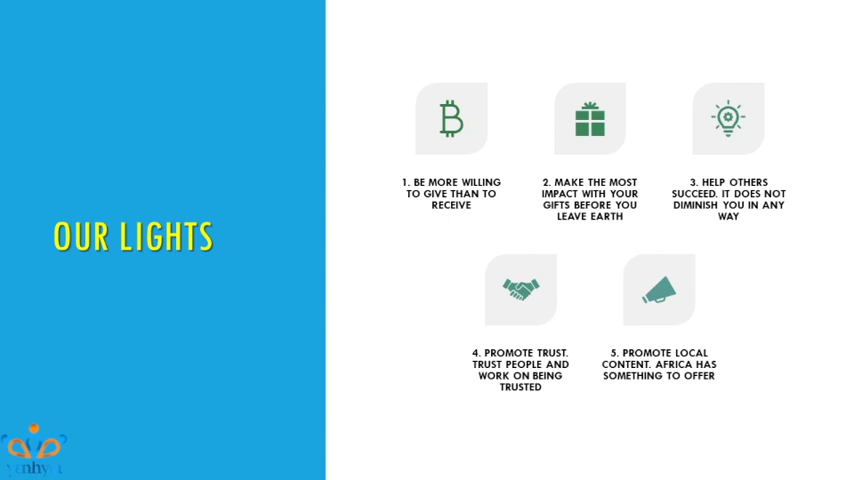 OUR LIGHTS
1. BE MORE WILLING
TO GIVE THAN TO
RECEIVE
2. MAKE THE MOST
IMPACT WITH YOUR
GIFTS BEFORE YOU
LEAVE EARTH
3. HELP OTHERS
SUCCEED. IT DOES NOT
DIMINISH YOU IN ANY
WAY
4. PROMOTE TRUST.
TRUST PEOPLE AND
WORK ON BEING
TRUSTED
5. PROMOTE LOCAL
CONTENT. AFRICA HAS
SOMETHING TO OFFER